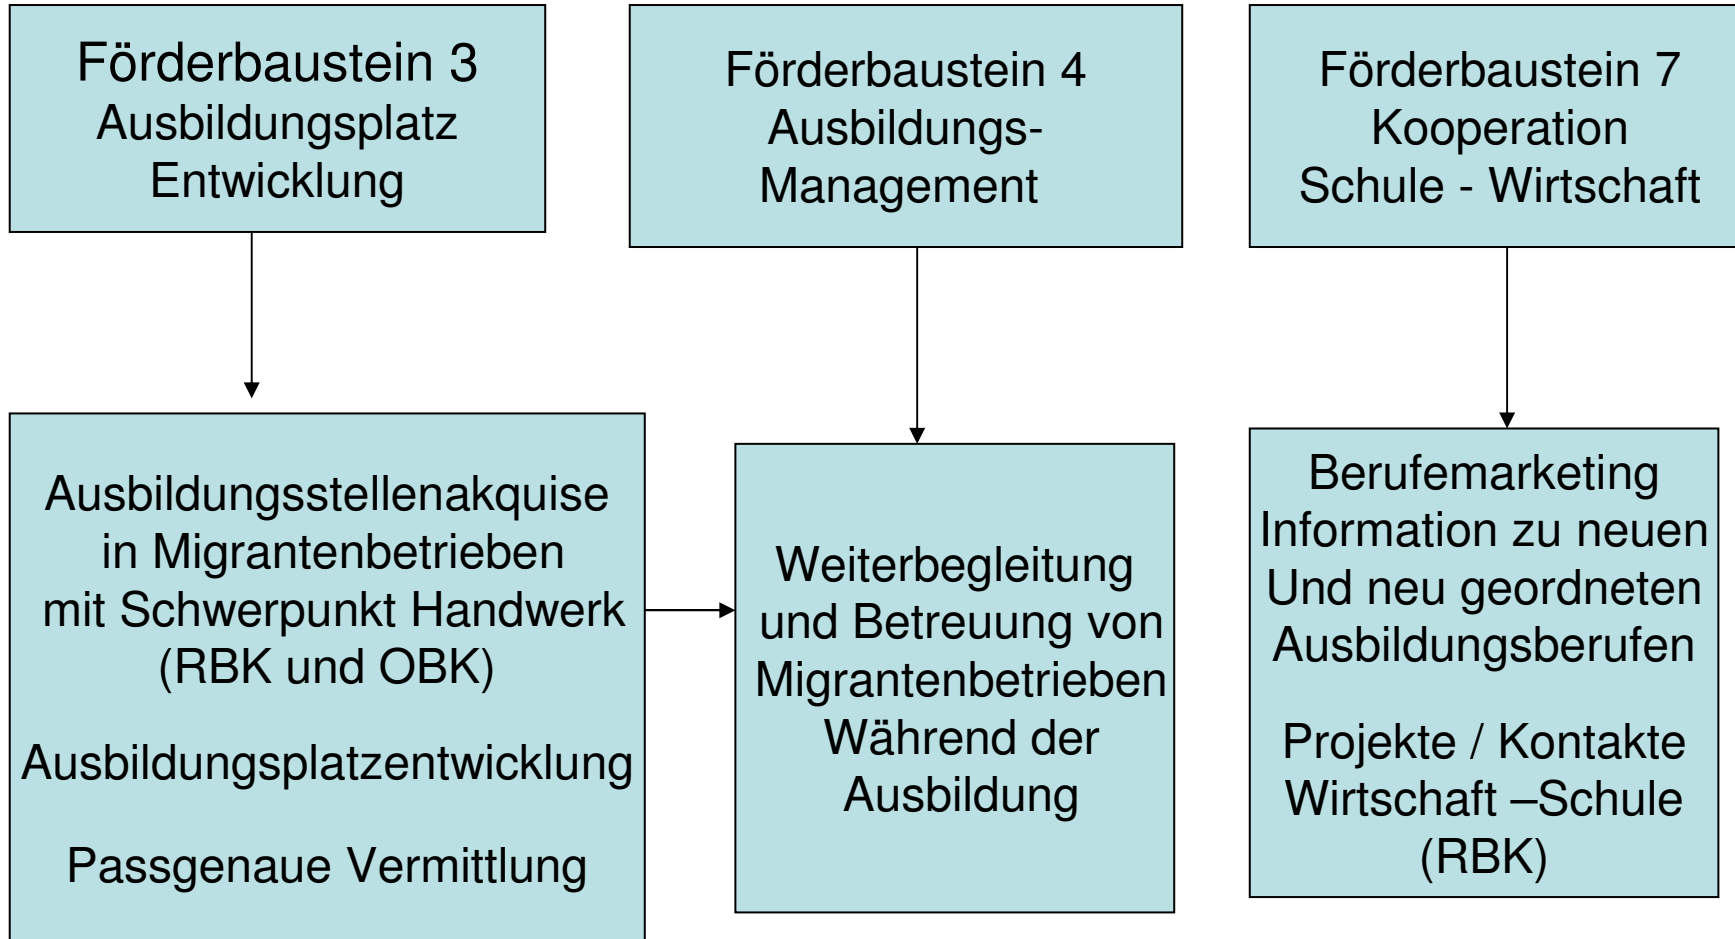 Förderbaustein 3
Ausbildungsplatz
Entwicklung
Förderbaustein 4
Ausbildungs-
Management
Förderbaustein 7
Kooperation
Schule - Wirtschaft
Ausbildungsstellenakquise
in Migrantenbetrieben
mit Schwerpunkt Handwerk
(RBK und OBK)
Ausbildungsplatzentwicklung
Passgenaue Vermittlung
Weiterbegleitung
und Betreuung von
Migrantenbetrieben
Während der
Ausbildung
Berufemarketing
Information zu neuen
Und neu geordneten
Ausbildungsberufen
Projekte / Kontakte
Wirtschaft –Schule
(RBK)